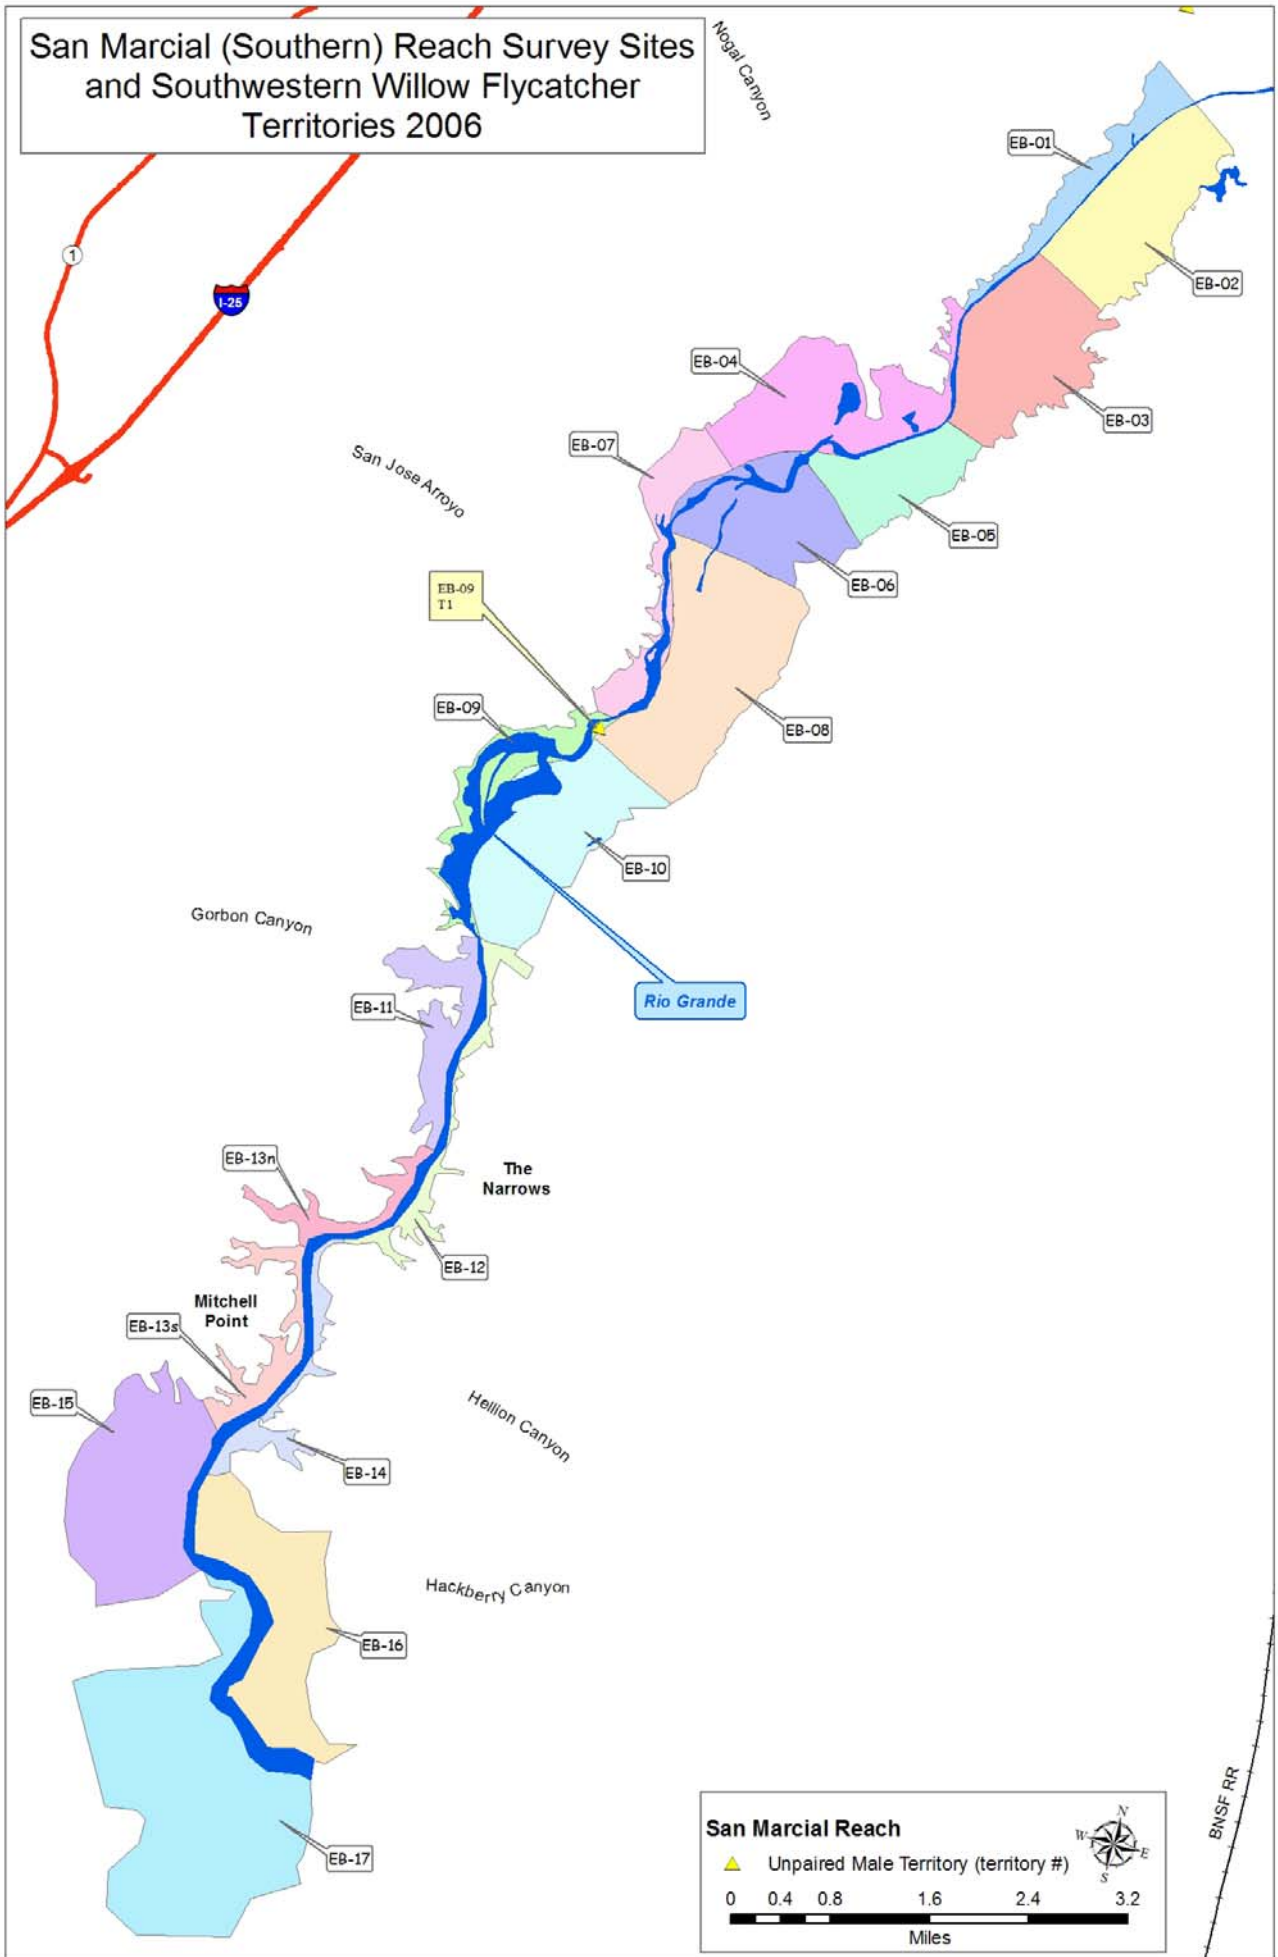 San Marcial (Southern) Reach Survey Sites
and Southwestern Willow Flycatcher
Territories 2006
Nogal Canyon
EB-01
1
I-25
EB-02
EB-04
EB-03
EB-07
San Jose Arroyo
EB-05
EB-06
EB-09
T1
EB-09
EB-08
EB-10
Gorbon Canyon
Rio Grande
EB-11
EB-13n
The
Narrows
EB-12
Mitchell
Point
EB-13s
EB-15
Hellion Canyon
EB-14
Hackberry Canyon
EB-16
BNSF RR
EB-17
San Marcial Reach
N
W
E
S
Unpaired Male Territory (territory #)
0 0.4 0.8 1.6 2.4 3.2
Miles